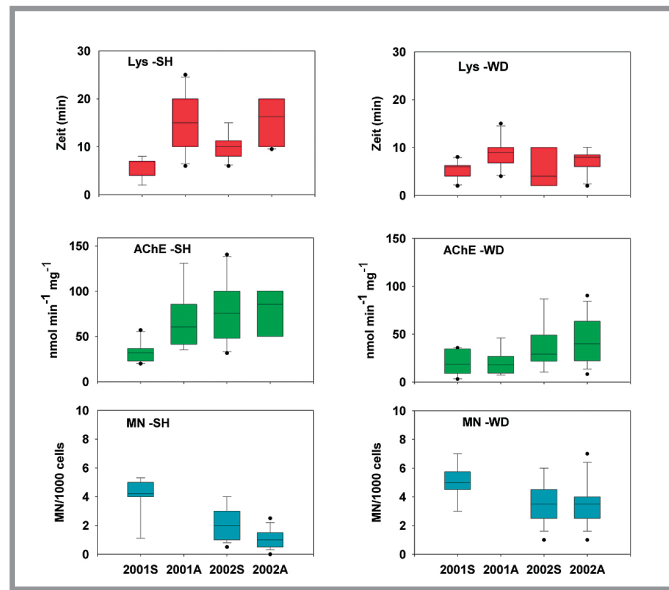 Lys -SH
Zeit (min)
30
20
10
0
Lys -WD
Zeit (min)
30
20
10
0
AChE -SH
nmol min⁻¹ mg⁻¹
150
100
50
0
AChE -WD
nmol min⁻¹ mg⁻¹
150
100
50
0
MN -SH
MN/1000 cells
10
8
6
4
2
0
2001S 2001A 2002S 2002A
MN -WD
MN/1000 cells
10
8
6
4
2
0
2001S 2001A 2002S 2002A